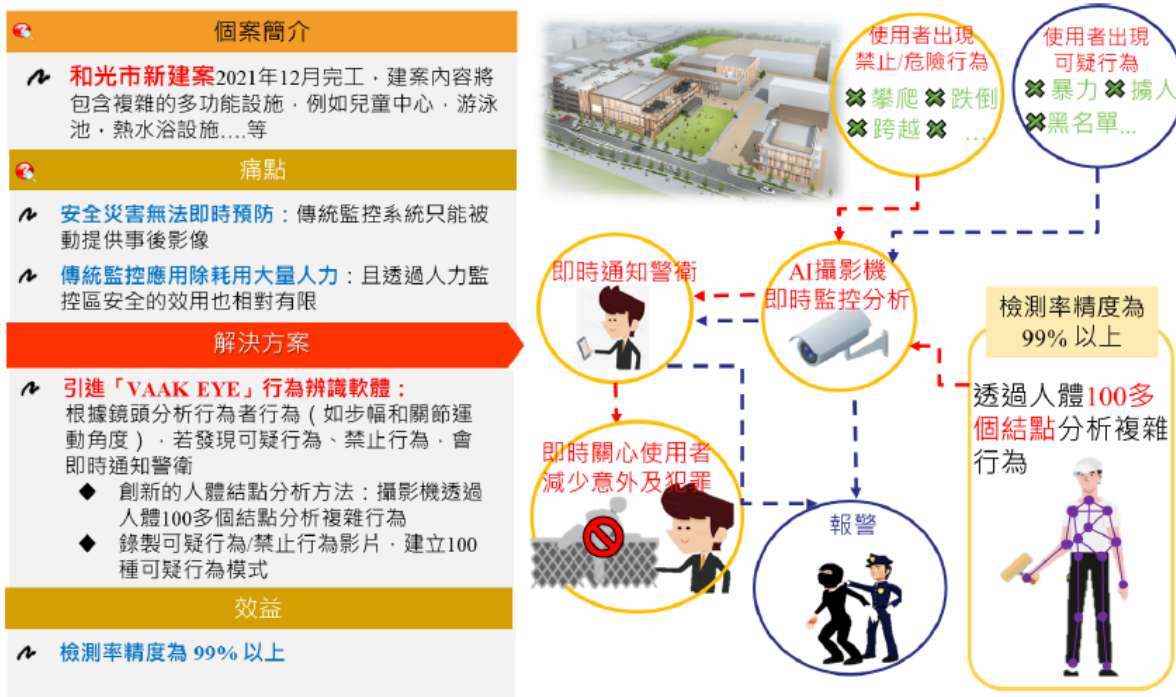 個案簡介
和光市新建案2021年12月完工，建案內容將
包含複雜的多功能設施，例如兒童中心，游泳
池，熱水浴設施....等
痛點
安全災害無法即時預防：傳統監控系統只能被
動提供事後影像
傳統監控應用除耗用大量人力：且透過人力監
控區安全的效用也相對有限
解決方案
引進「VAAK EYE」行為辨識軟體：
根據鏡頭分析行為者行為（如步幅和關節運
動角度），若發現可疑行為、禁止行為，會
即時通知警衛
創新的人體結點分析方法：攝影機透過
人體100多個結點分析複雜行為
錄製可疑行為/禁止行為影片，建立100
種可疑行為模式
效益
檢測率精度為 99% 以上
使用者出現
禁止/危險行為
攀爬 跌倒
跨越 ...
使用者出現
可疑行為
暴力 擄人
黑名單...
即時通知警衛
AI攝影機
即時監控分析
檢測率精度為
99% 以上
透過人體100多
個結點分析複雜
行為
即時關心使用者
減少意外及犯罪
報警